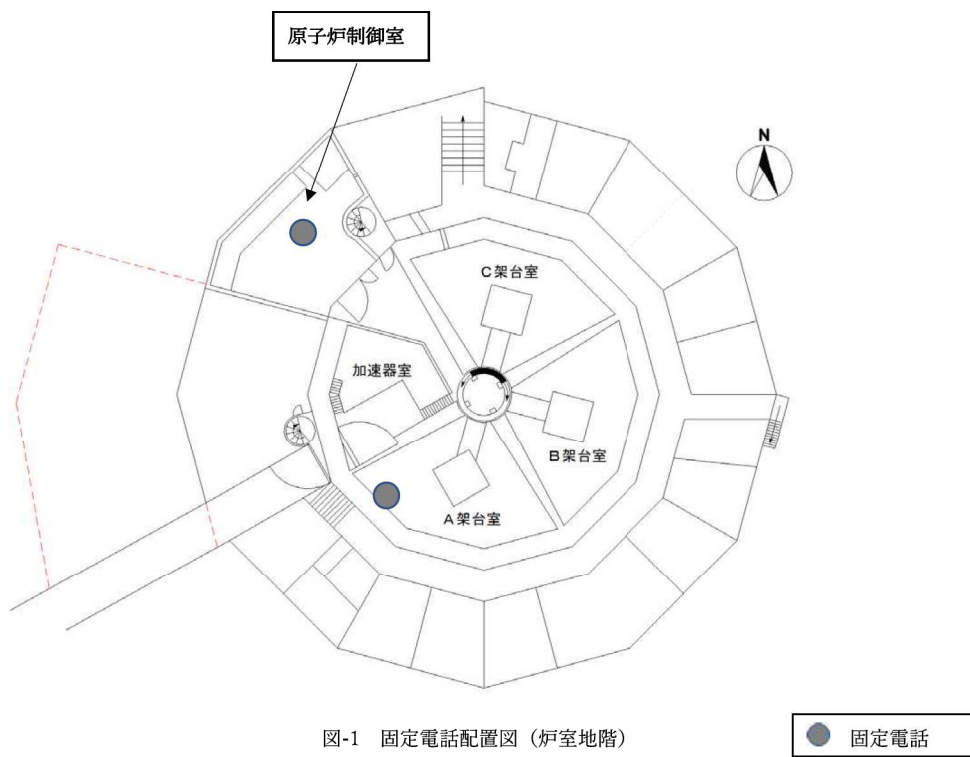 原子炉制御室
N
C架台室
加速器室
B架台室
A架台室
図-1 固定電話配置図（炉室地階）
固定電話